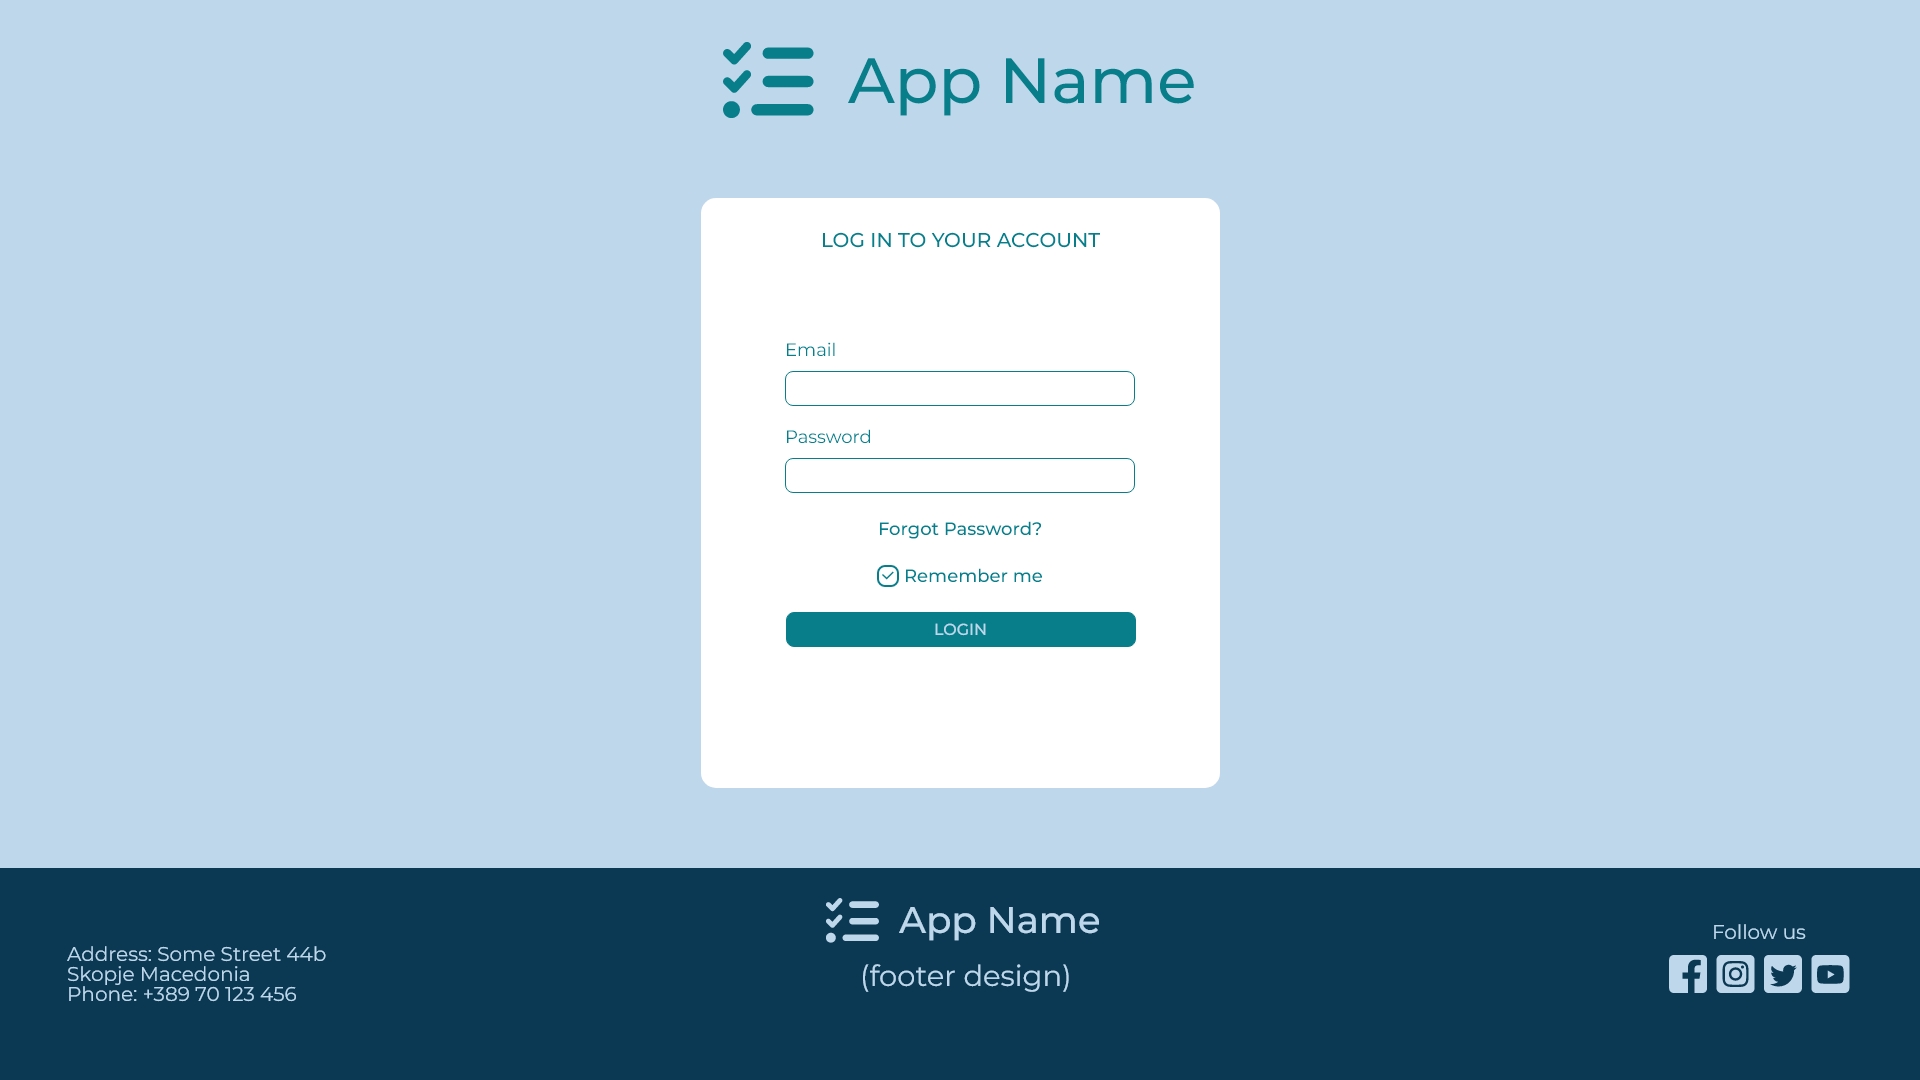 App Name
LOG IN TO YOUR ACCOUNT
Email
Password
Forgot Password?
Remember me
LOGIN
Address: Some Street 44b
Skopje Macedonia
Phone: +389 70 123 456
App Name
(footer design)
Follow us